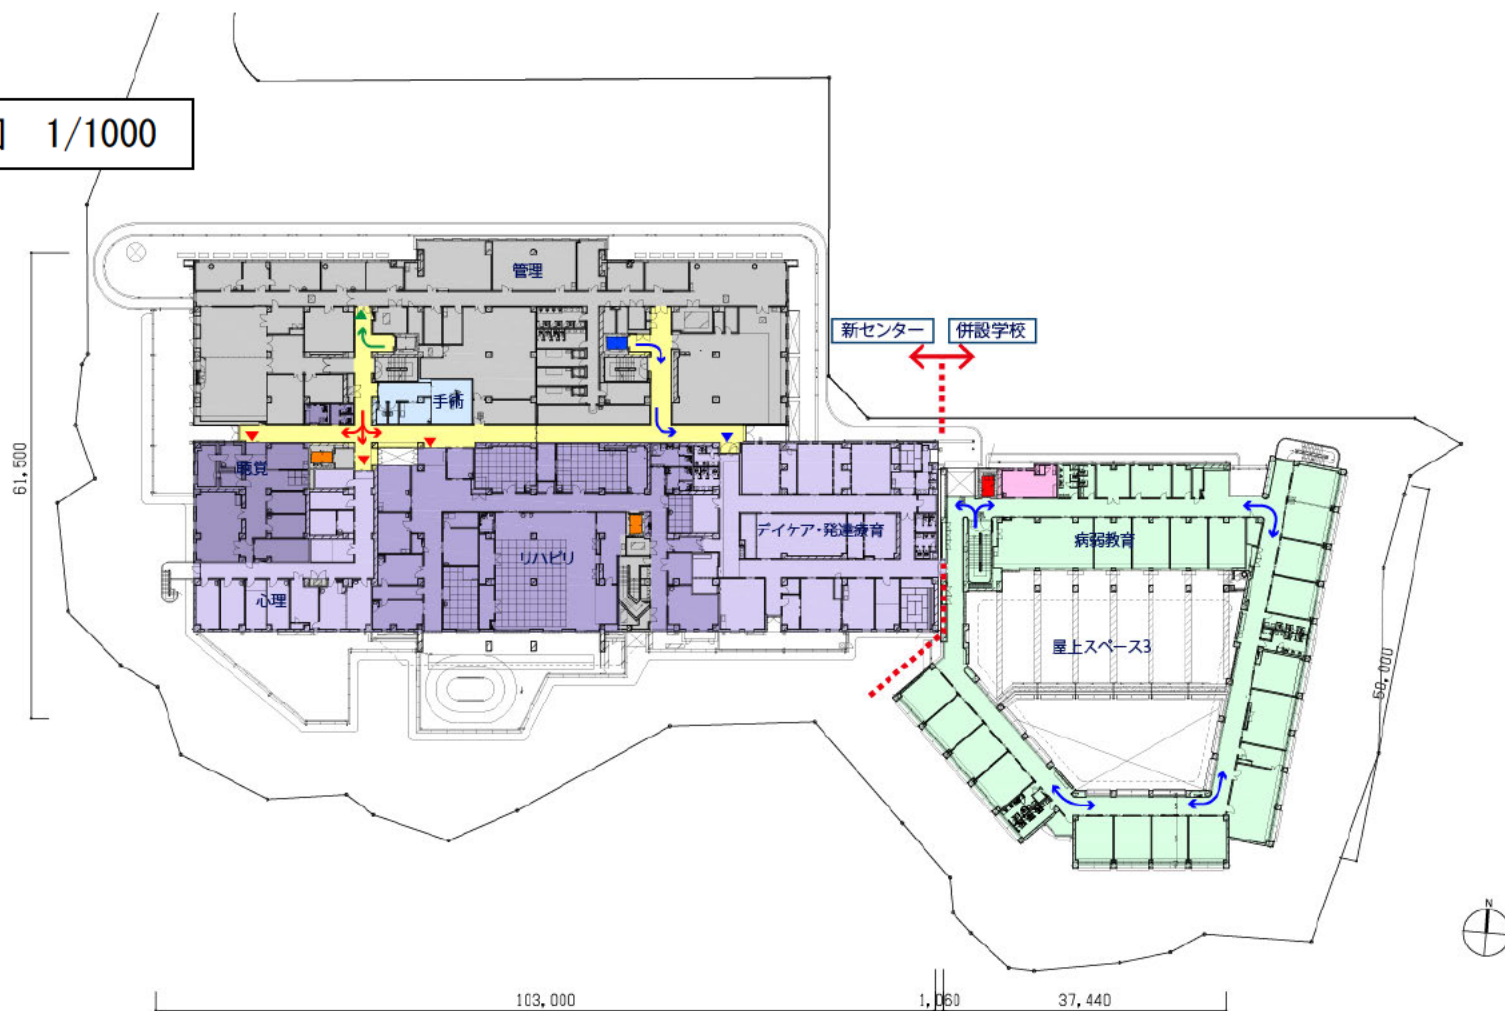 1/1000
管理
新センター
併設学校
手術
聴覚
デイケア・発達療育
病弱教育
リハビリ
心理
屋上スペース3
61,500
50,000
N
103,000
1,060
37,440